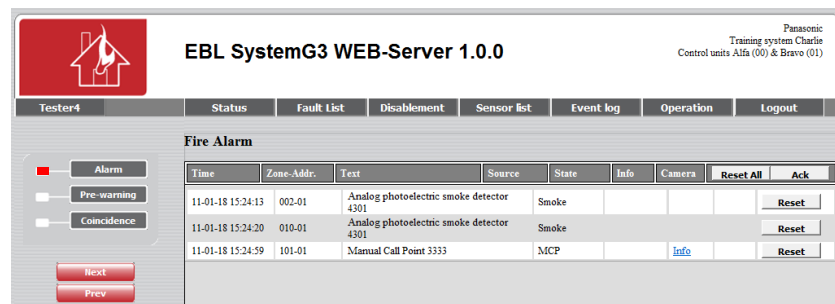 EBL SystemG3 WEB-Server 1.0.0
Panasonic
Training system Charlie
Control units Alfa (00) & Bravo (01)
Tester4 Status Fault List Disablement Sensor list Event log Operation Logout
Fire Alarm
Alarm
Pre-warning
Coincidence
Next
Prev
Time Zone-Addr. Text Source State Info Camera Reset All Ack
11-01-18 15:24:13 002-01 Analog photoelectric smoke detector Smoke Reset
4301
11-01-18 15:24:20 010-01 Analog photoelectric smoke detector Smoke Reset
4301
11-01-18 15:24:59 101-01 Manual Call Point 3333 MCP Info Reset